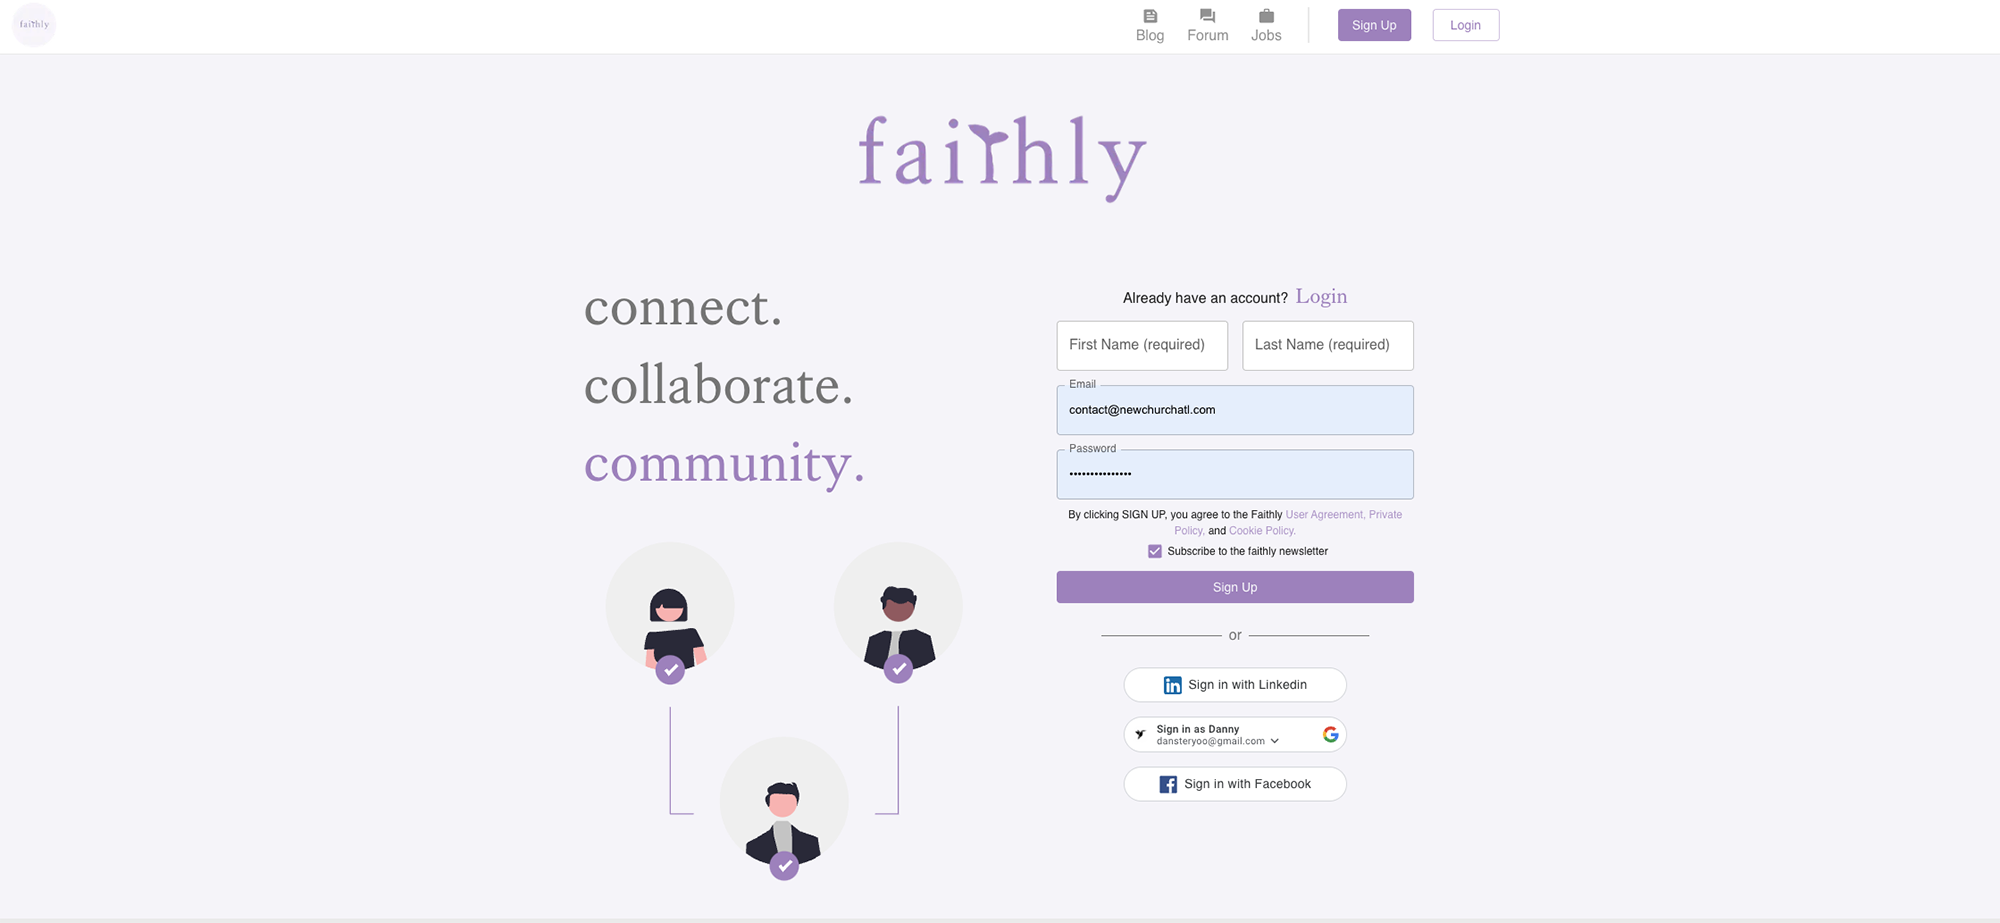 faithly
Blog
Forum
Jobs
Sign Up
Login
faithly
connect.
collaborate.
community.
Already have an account? Login
First Name (required)
Last Name (required)
Email
contact@newchurchatl.com
Password
•••••••••••••••
By clicking SIGN UP, you agree to the Faithly User Agreement, Private
Policy, and Cookie Policy.
Subscribe to the faithly newsletter
Sign Up
or
Sign in with Linkedin
Sign in as Danny
dansteryoo@gmail.com
Sign in with Facebook